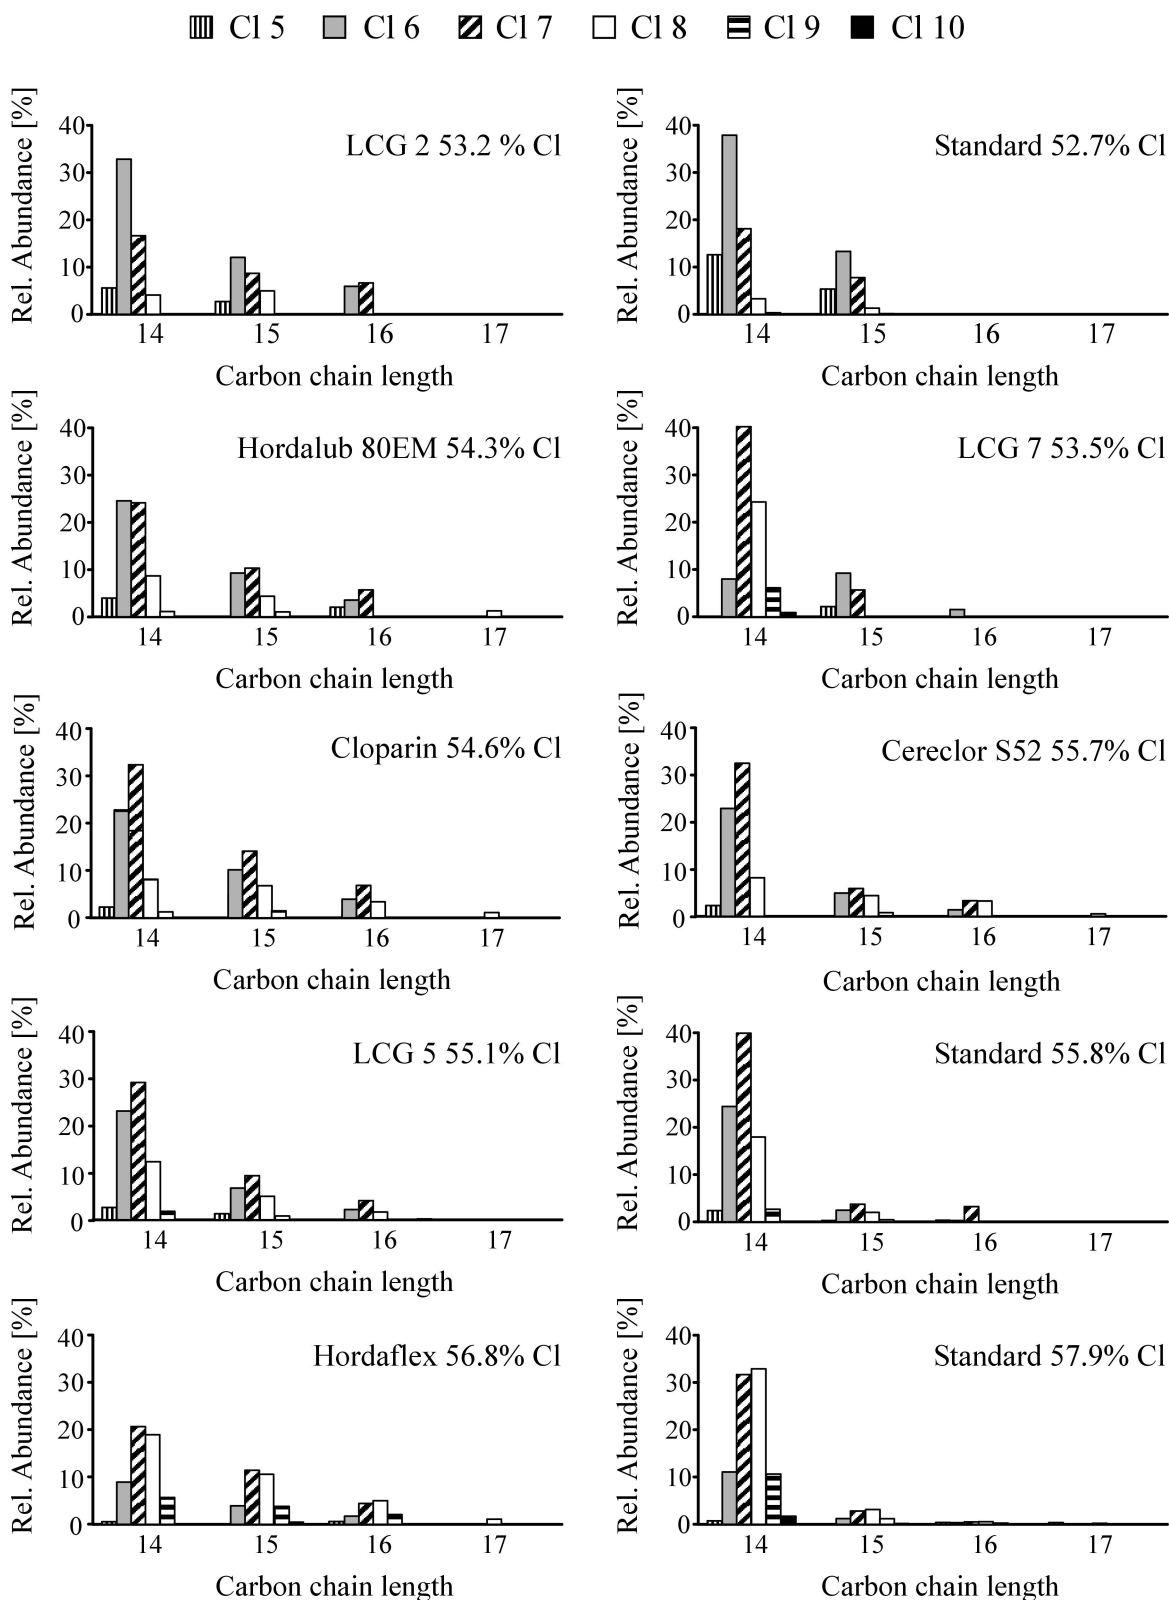 Cl 5 Cl 6 Cl 7 Cl 8 Cl 9 Cl 10
Rel. Abundance [%]
40
30
20
10
0
LCG 2 53.2 % Cl
14 15 16 17
Carbon chain length
Rel. Abundance [%]
40
30
20
10
0
Standard 52.7% Cl
14 15 16 17
Carbon chain length
Rel. Abundance [%]
40
30
20
10
0
Hordalub 80EM 54.3% Cl
14 15 16 17
Carbon chain length
Rel. Abundance [%]
40
30
20
10
0
LCG 7 53.5% Cl
14 15 16 17
Carbon chain length
Rel. Abundance [%]
40
30
20
10
0
Cloparin 54.6% Cl
14 15 16 17
Carbon chain length
Rel. Abundance [%]
40
30
20
10
0
Cereclor S52 55.7% Cl
14 15 16 17
Carbon chain length
Rel. Abundance [%]
40
30
20
10
0
LCG 5 55.1% Cl
14 15 16 17
Carbon chain length
Rel. Abundance [%]
40
30
20
10
0
Standard 55.8% Cl
14 15 16 17
Carbon chain length
Rel. Abundance [%]
40
30
20
10
0
Hordaflex 56.8% Cl
14 15 16 17
Carbon chain length
Rel. Abundance [%]
40
30
20
10
0
Standard 57.9% Cl
14 15 16 17
Carbon chain length